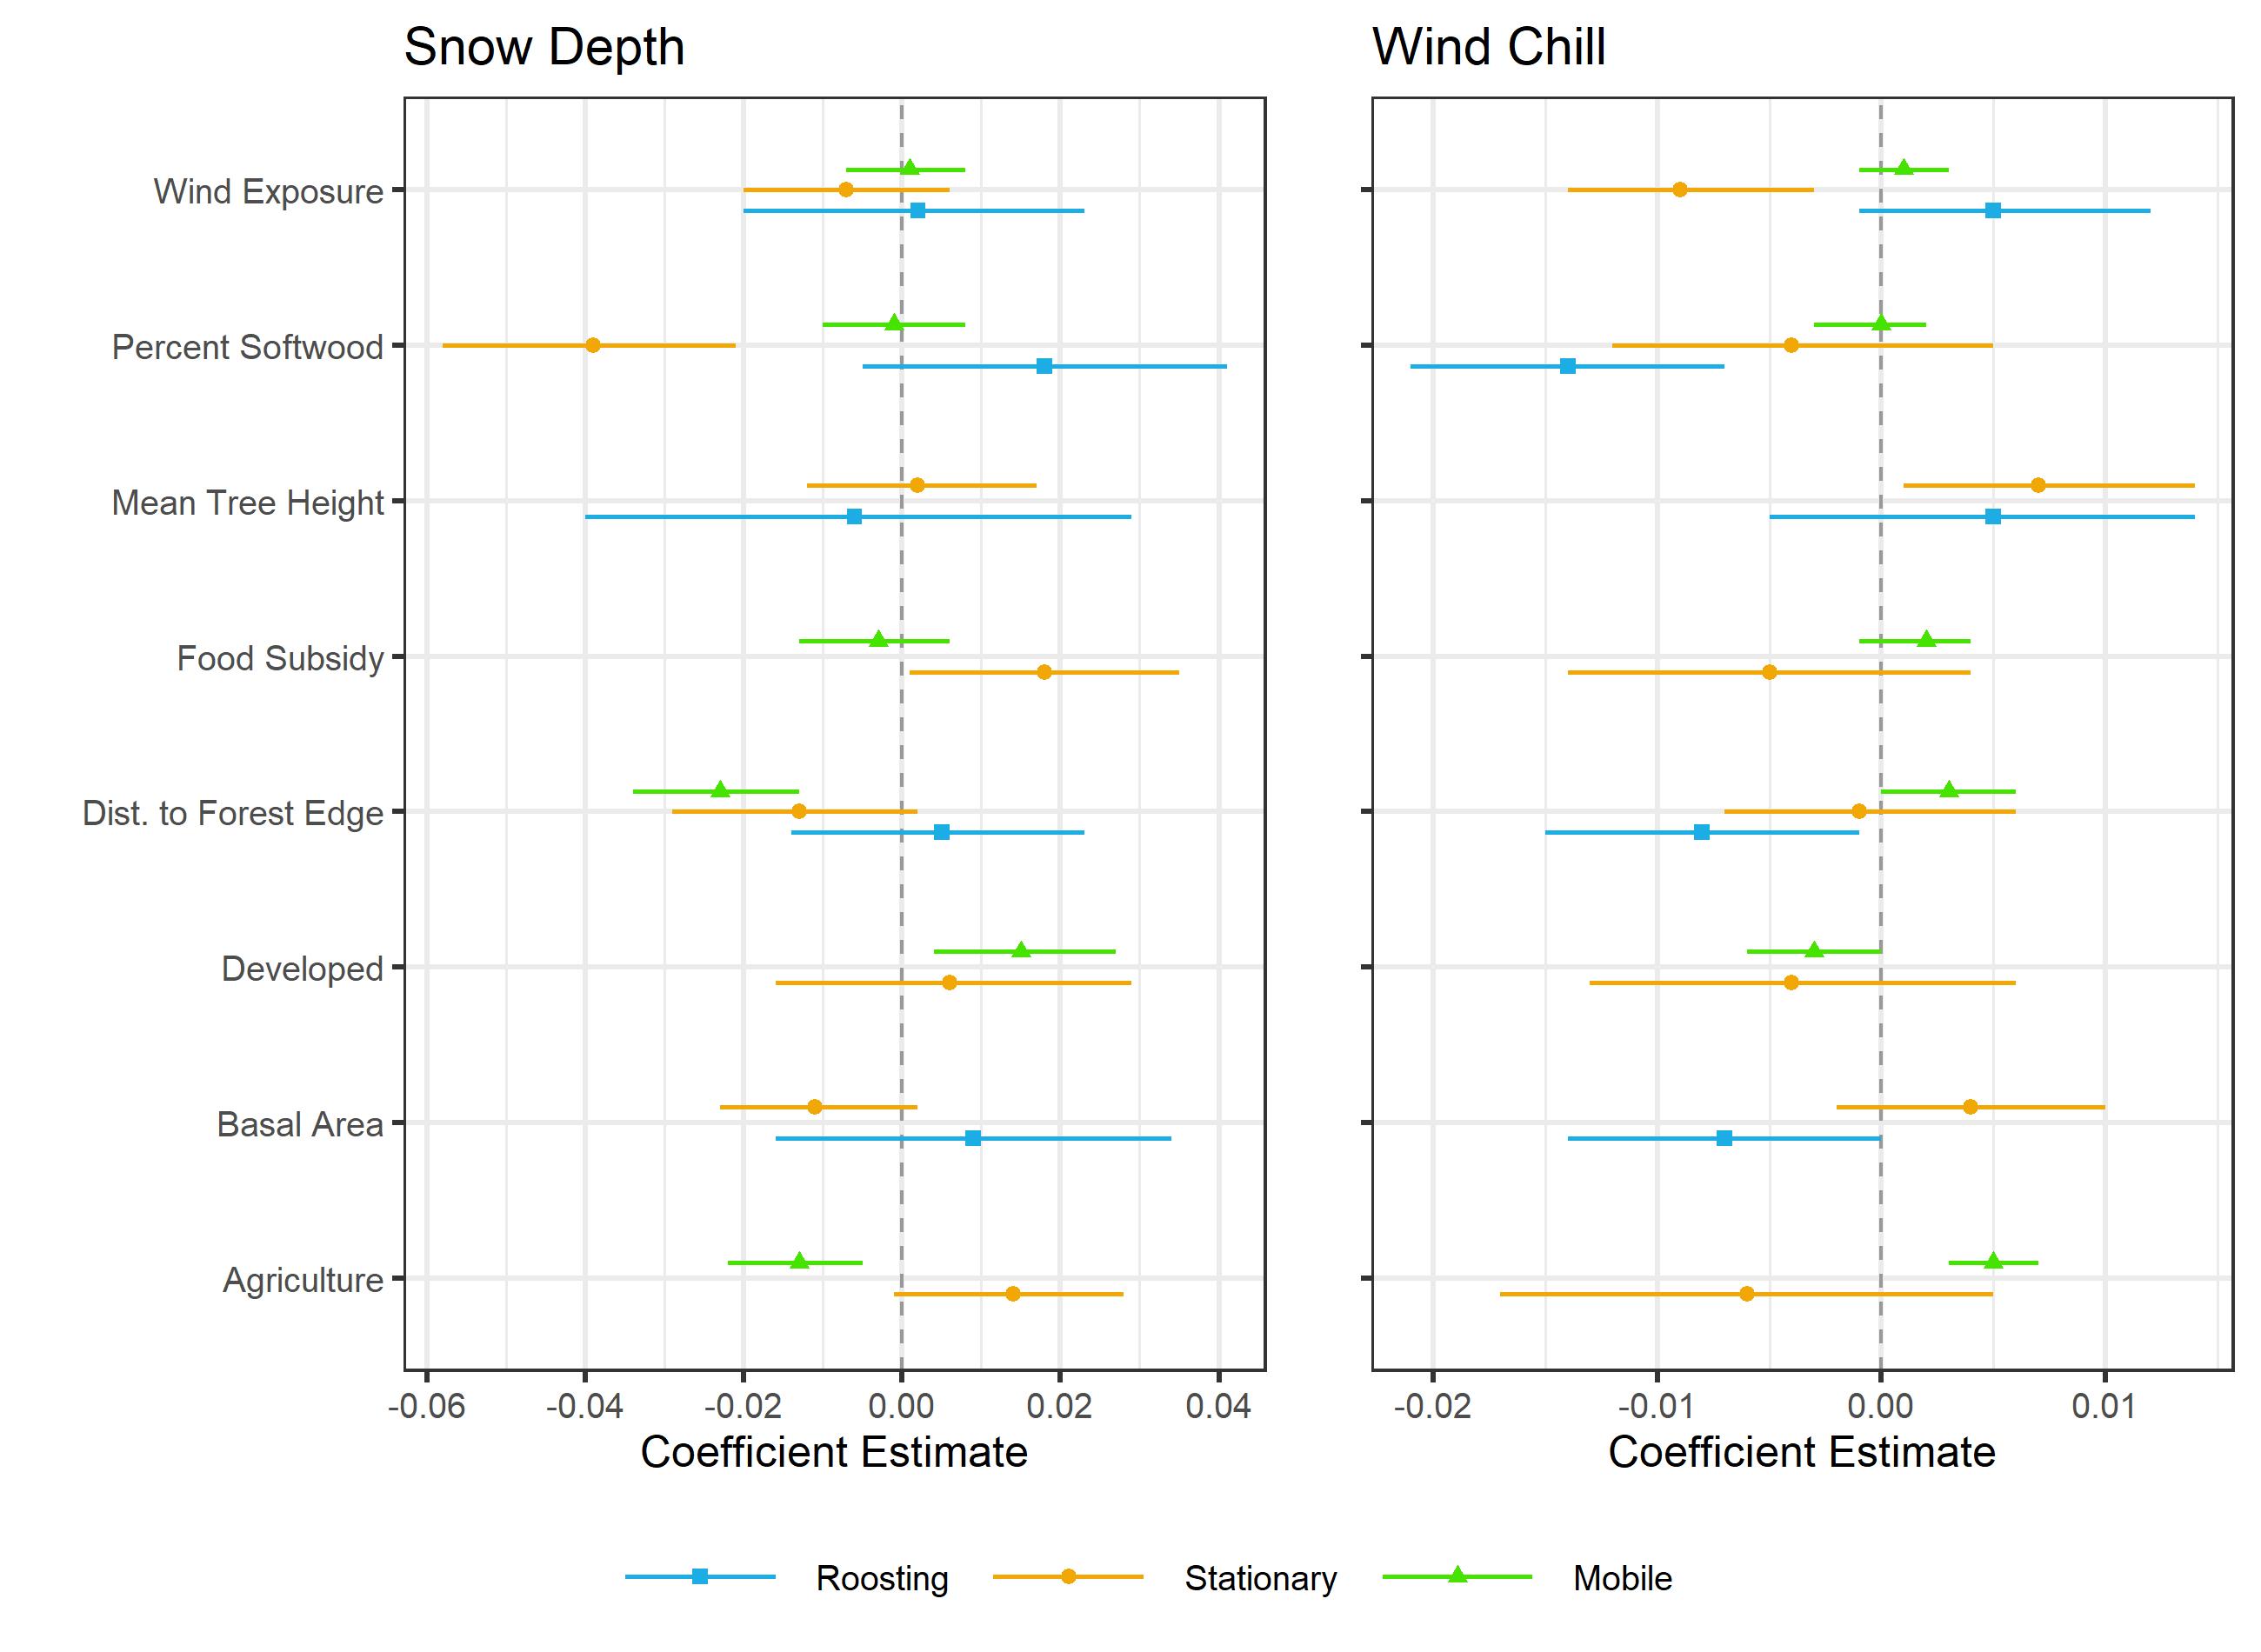 Snow Depth
Wind Chill
Wind Exposure
Percent Softwood
Mean Tree Height
Food Subsidy
Dist. to Forest Edge
Developed
Basal Area
Agriculture
-0.06 -0.04 -0.02 0.00 0.02 0.04
-0.02 -0.01 0.00 0.01
Coefficient Estimate
Coefficient Estimate
Roosting Stationary Mobile